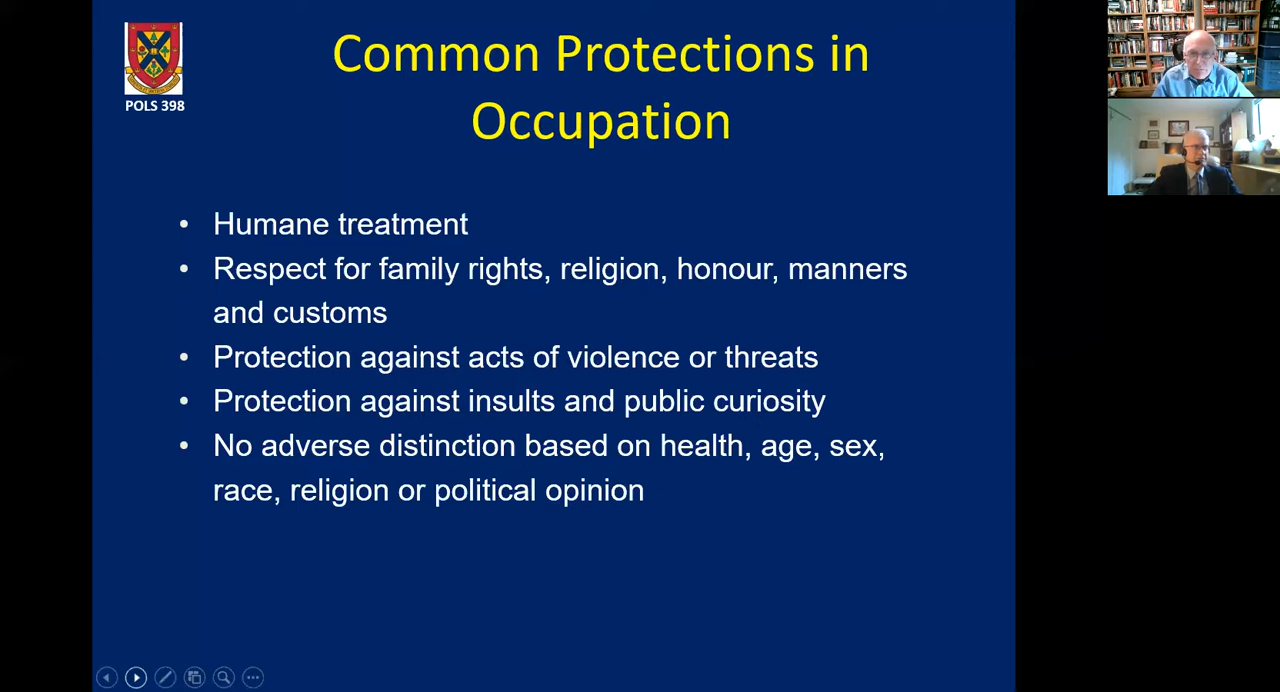 Common Protections in
Occupation
POLS 398
• Humane treatment
• Respect for family rights, religion, honour, manners
and customs
• Protection against acts of violence or threats
• Protection against insults and public curiosity
• No adverse distinction based on health, age, sex,
race, religion or political opinion